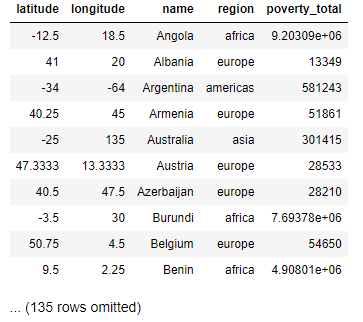 latitude longitude name region poverty_total
-12.5 18.5 Angola africa 9.20309e+06
41 20 Albania europe 13349
-34 -64 Argentina americas 581243
40.25 45 Armenia europe 51861
-25 135 Australia asia 301415
47.3333 13.3333 Austria europe 28533
40.5 47.5 Azerbaijan europe 28210
-3.5 30 Burundi africa 7.69378e+06
50.75 4.5 Belgium europe 54650
9.5 2.25 Benin africa 4.90801e+06
... (135 rows omitted)